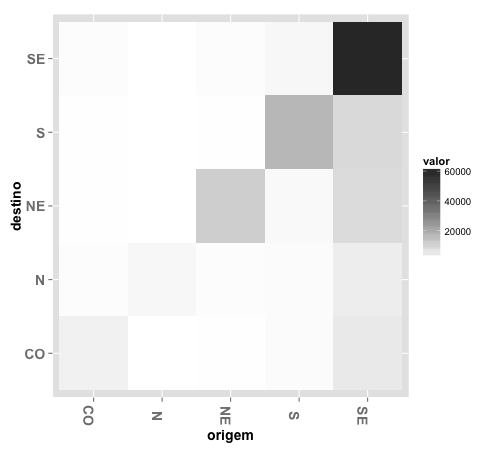 SE
S
NE
N
CO
destino
CO
N
NE
S
SE
origem
valor
60000
40000
20000